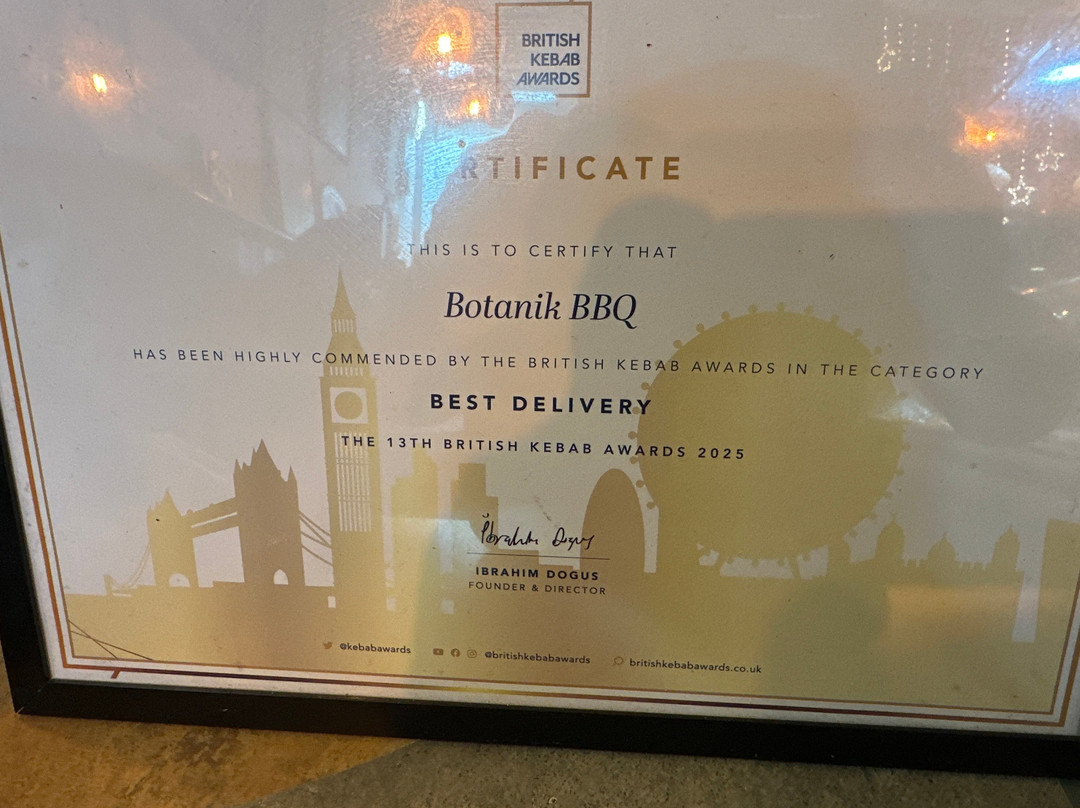 BRITISH
KEBAB
AWARDS
RTIFICATE
THIS IS TO CERTIFY THAT
Botanik BBQ
HAS BEEN HIGHLY COMMENDED BY THE BRITISH KEBAB AWARDS IN THE CATEGORY
BEST DELIVERY
THE 13TH BRITISH KEBAB AWARDS 2025
Ibrahim Dogus
IBRAHIM DOGUS
FOUNDER & DIRECTOR
@kebabawards @britishkebabawards britishkebabawards.co.uk